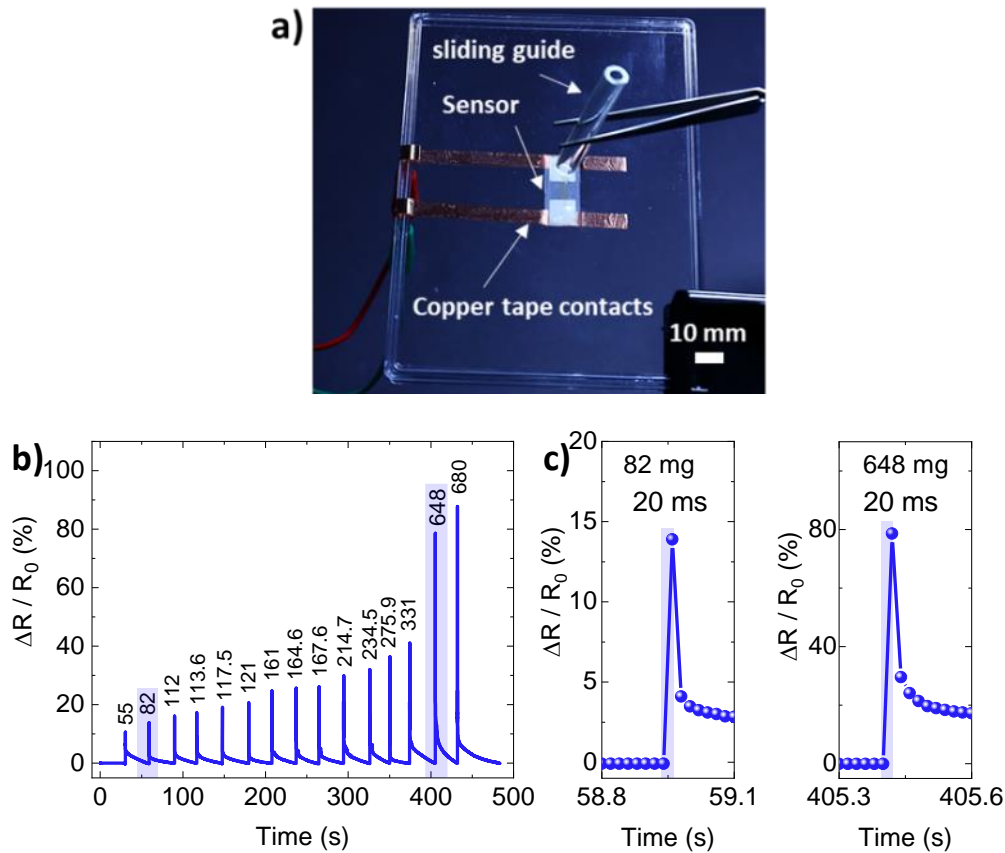 a)
sliding guide
Sensor
Copper tape contacts
10 mm
b)
ΔR / R₀ (%)
100
80
60
40
20
0
55
82
112
113.6
117.5
121
161
164.6
167.6
214.7
234.5
275.9
331
648
680
0 100 200 300 400 500
Time (s)
c)
82 mg
20 ms
ΔR / R₀ (%)
20
15
10
5
0
58.8 59.1
Time (s)
648 mg
20 ms
ΔR / R₀ (%)
80
40
0
405.3 405.6
Time (s)